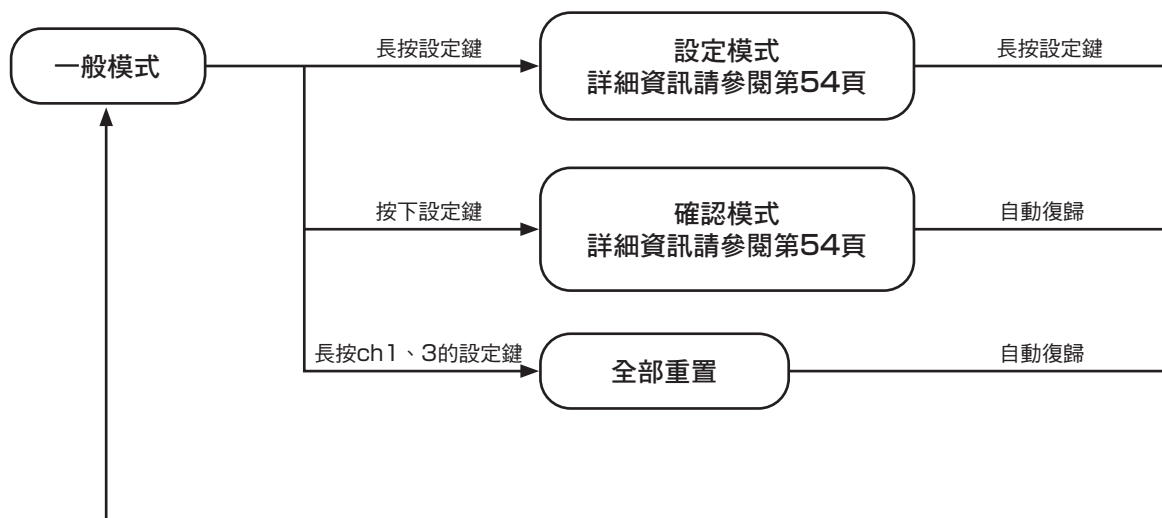 一般模式
長按設定鍵
設定模式
詳細資訊請參閱第54頁
長按設定鍵
按下設定鍵
確認模式
詳細資訊請參閱第54頁
自動復歸
長按ch1、3的設定鍵
全部重置
自動復歸